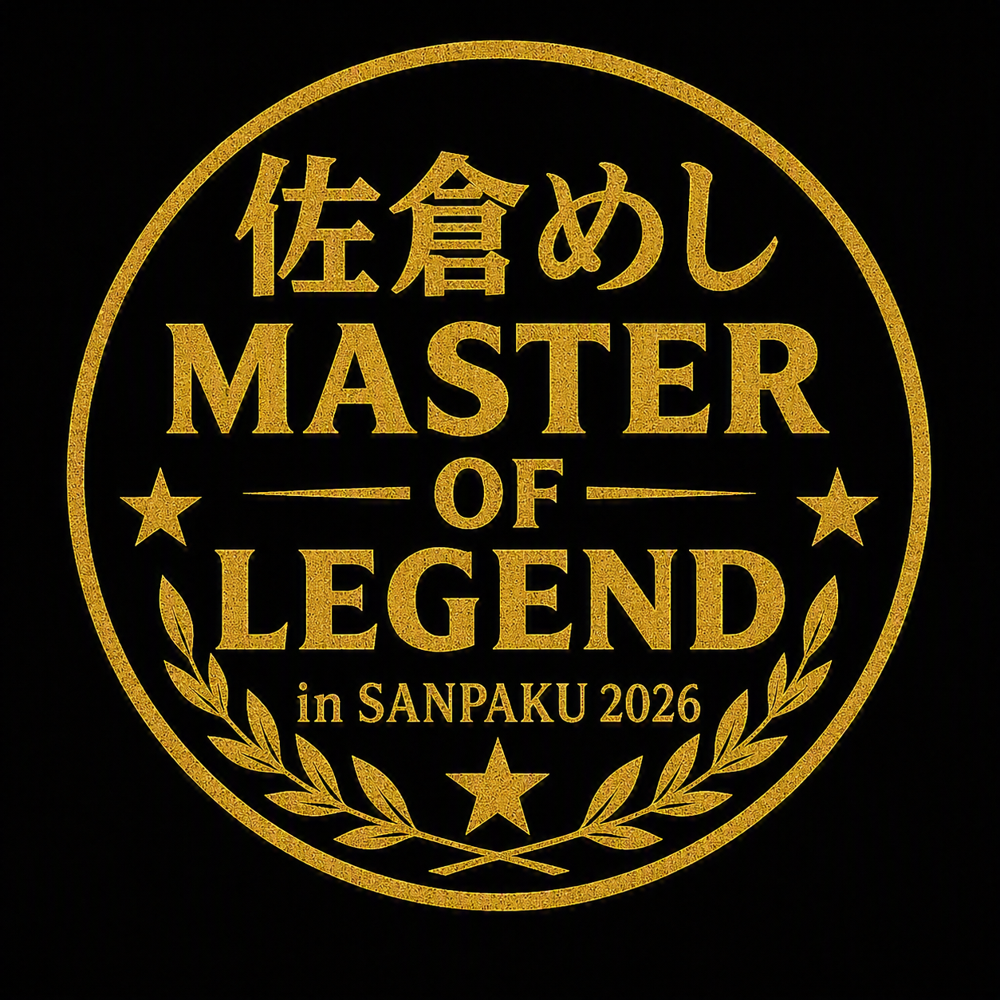 佐倉めし
MASTER
OF
LEGEND
in SANPAKU 2026